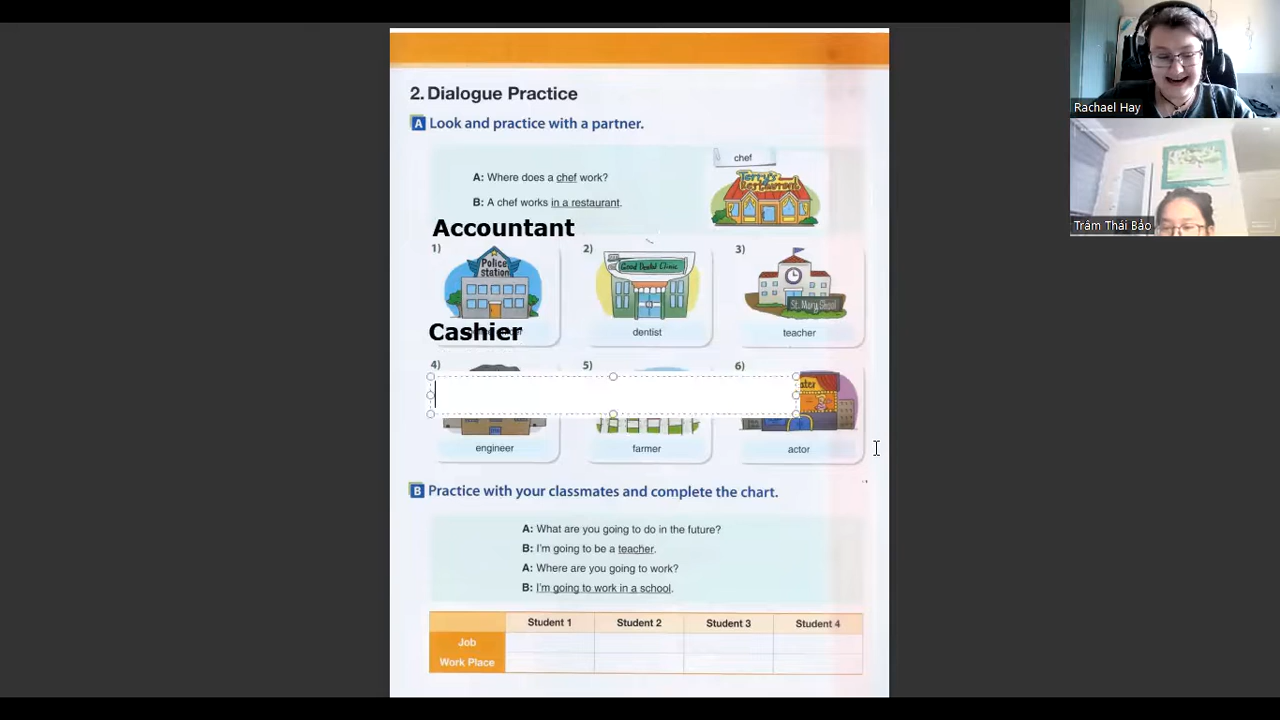 2. Dialogue Practice
A Look and practice with a partner.
chef
A: Where does a chef work?
B: A chef works in a restaurant.
Terry's Restaurant
Accountant
1)
2)
3)
Police station
Good Dental Clinic
St. Mary School
Cashier
dentist
teacher
4)
5)
6)
engineer
farmer
actor
B Practice with your classmates and complete the chart.
A: What are you going to do in the future?
B: I'm going to be a teacher.
A: Where are you going to work?
B: I'm going to work in a school.
Student 1 Student 2 Student 3 Student 4
Job
Work Place
Rachael Hay
Trâm Thái Bảo